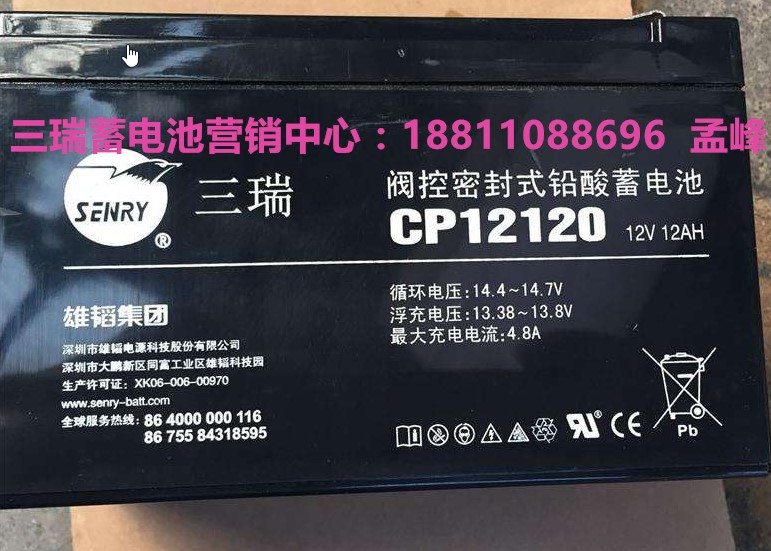 三瑞蓄电池营销中心：18811088696 孟峰
SENRY
®
三瑞
阀控密封式铅酸蓄电池
CP12120 12V 12AH
循环电压:14.4~14.7V
浮充电压:13.38~13.8V
最大充电电流:4.8A
雄韬集团
深圳市雄韬电源科技股份有限公司
深圳市大鹏新区同富工业区雄韬科技园
生产许可证: XK06-006-00970
www.senry-batt.com
全球服务热线: 86 4000 000 116
86 755 84318595
CE
Pb